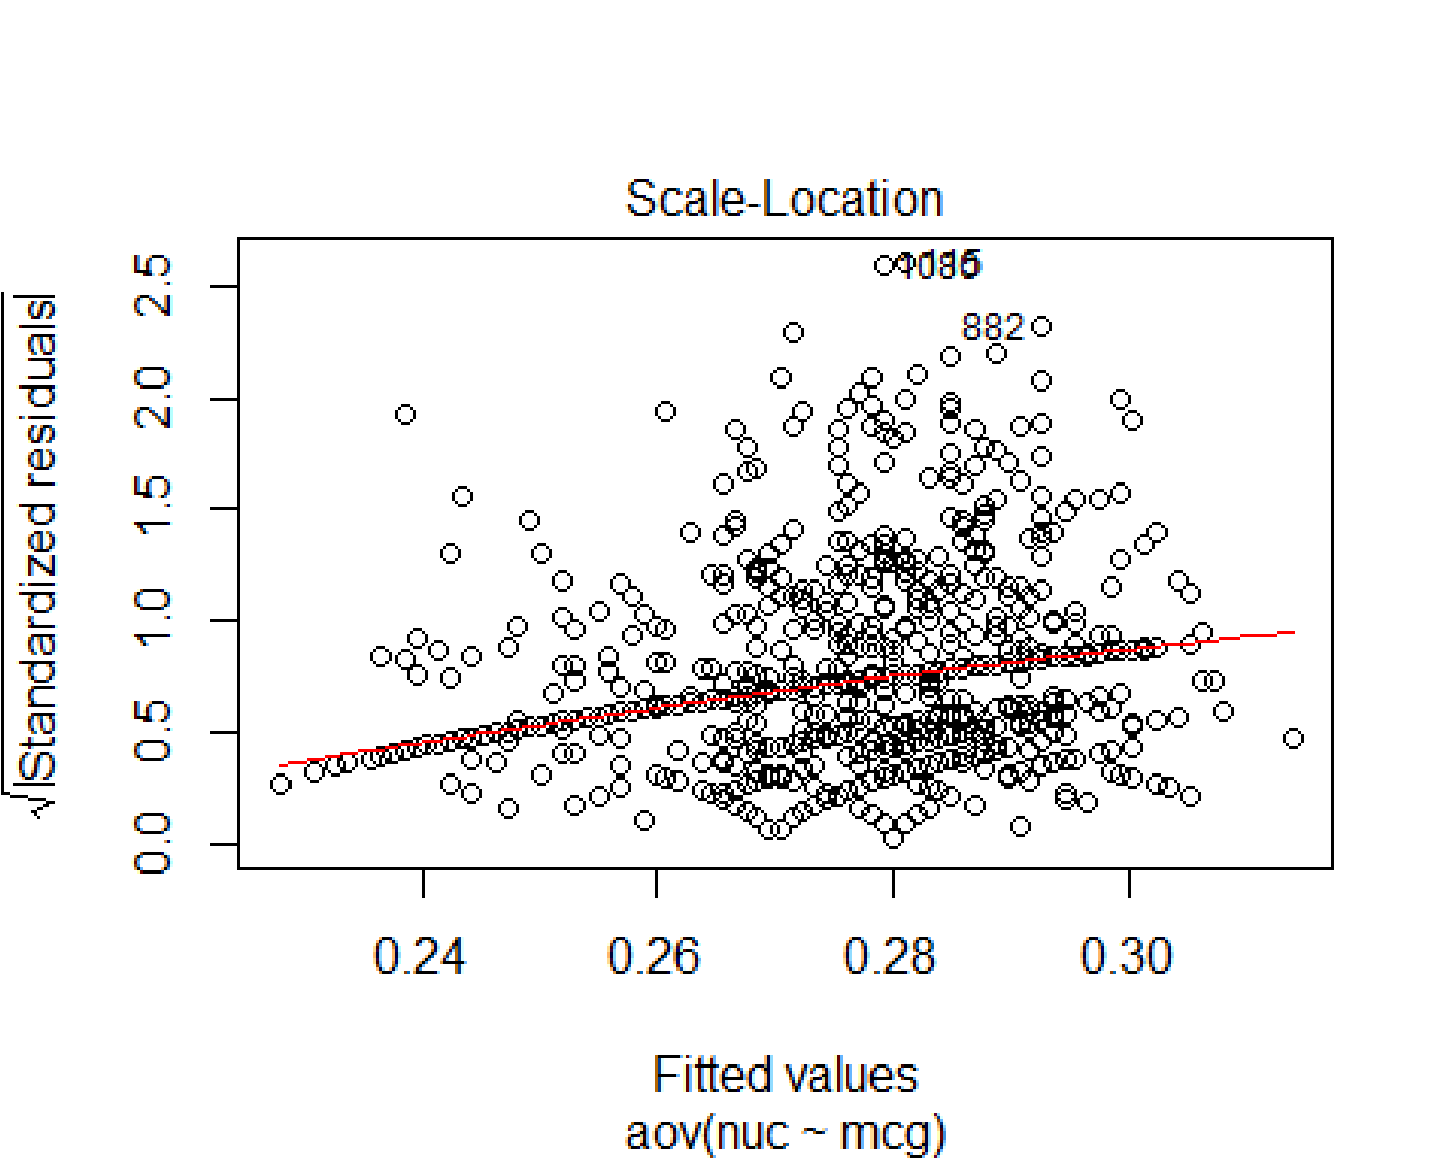 Scale-Location
882
√|Standardized residuals|
2.5
2.0
1.5
1.0
0.5
0.0
0.24 0.26 0.28 0.30
Fitted values
aov(nuc ~ mcg)